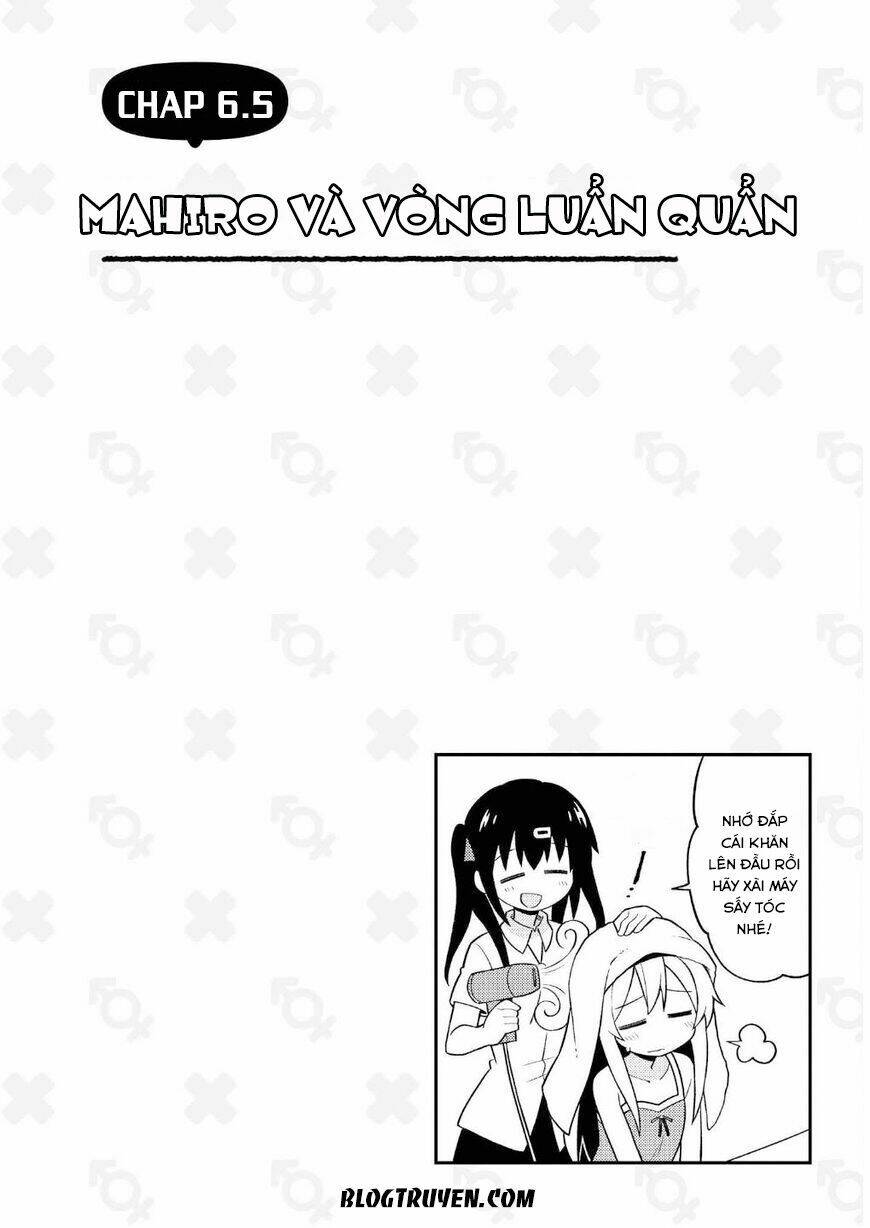 CHAP 6.5
MAHIRO VÀ VÒNG LUẨN QUẨN
NHỚ ĐẮP
CÁI KHĂN
LÊN ĐẦU RỒI
HÃY XÀI MÁY
SẤY TÓC
NHÉ!
BLOGTRUYEN.COM